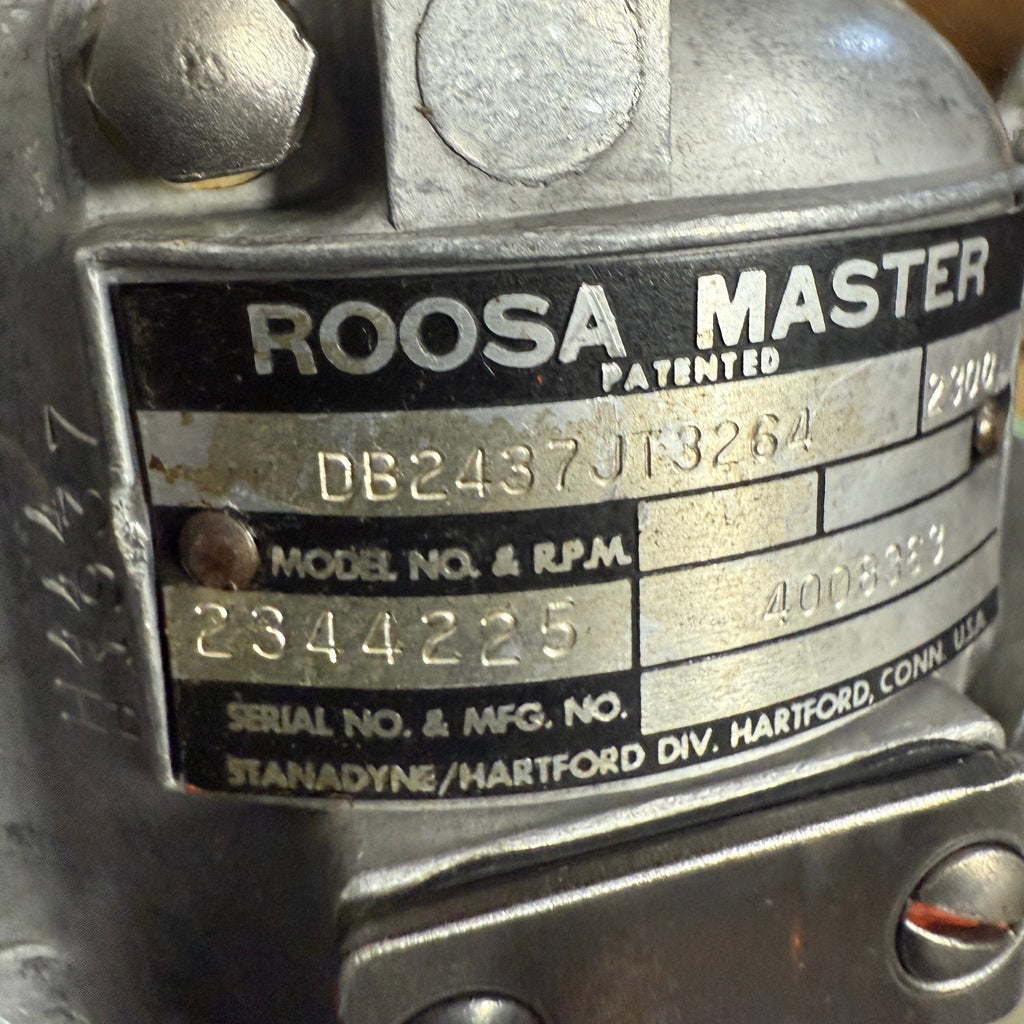 ROOSA MASTER
PATENTED
2300
DB2437JT3264
MODEL NO. & R.P.M.
2344225
SERIAL NO. & MFG. NO.
STANADYNE/HARTFORD DIV. HARTFORD, CONN. USA